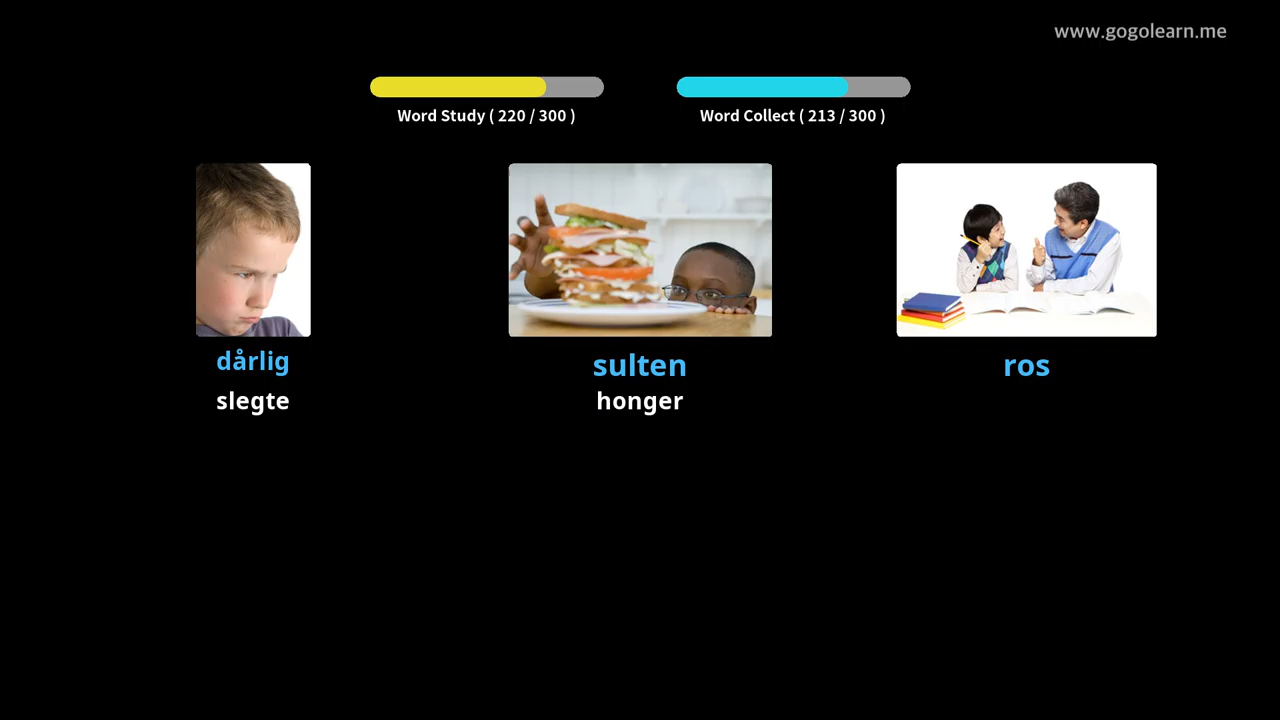 www.gogolearn.me
Word Study ( 220 / 300 )
Word Collect ( 213 / 300 )
dårlig
slegte
sulten
honger
ros